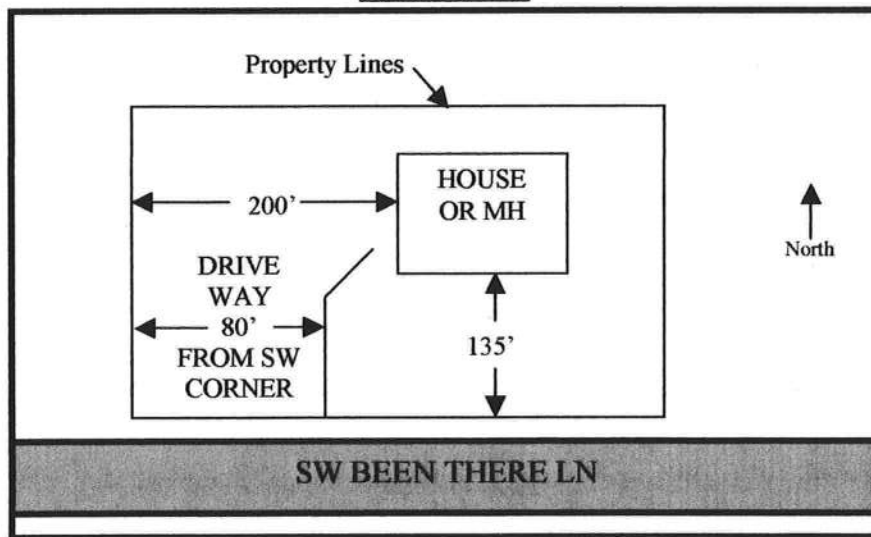 Property Lines
HOUSE
OR MH
200’
North
DRIVE
WAY
80’
FROM SW
CORNER
135’
SW BEEN THERE LN